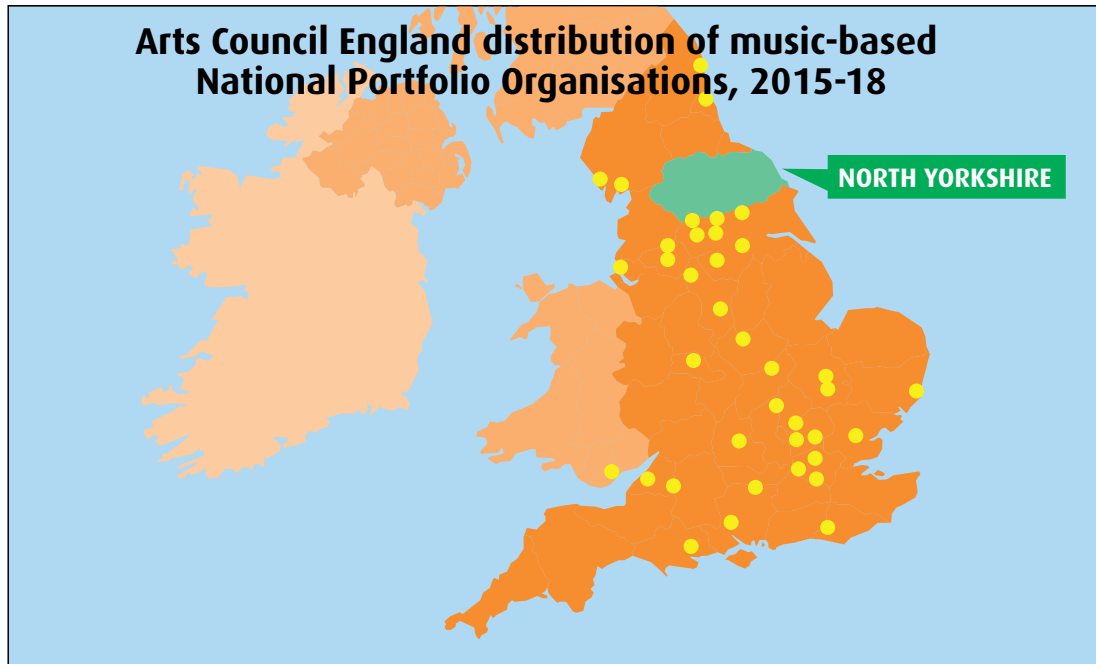 Arts Council England distribution of music-based
National Portfolio Organisations, 2015-18
NORTH YORKSHIRE